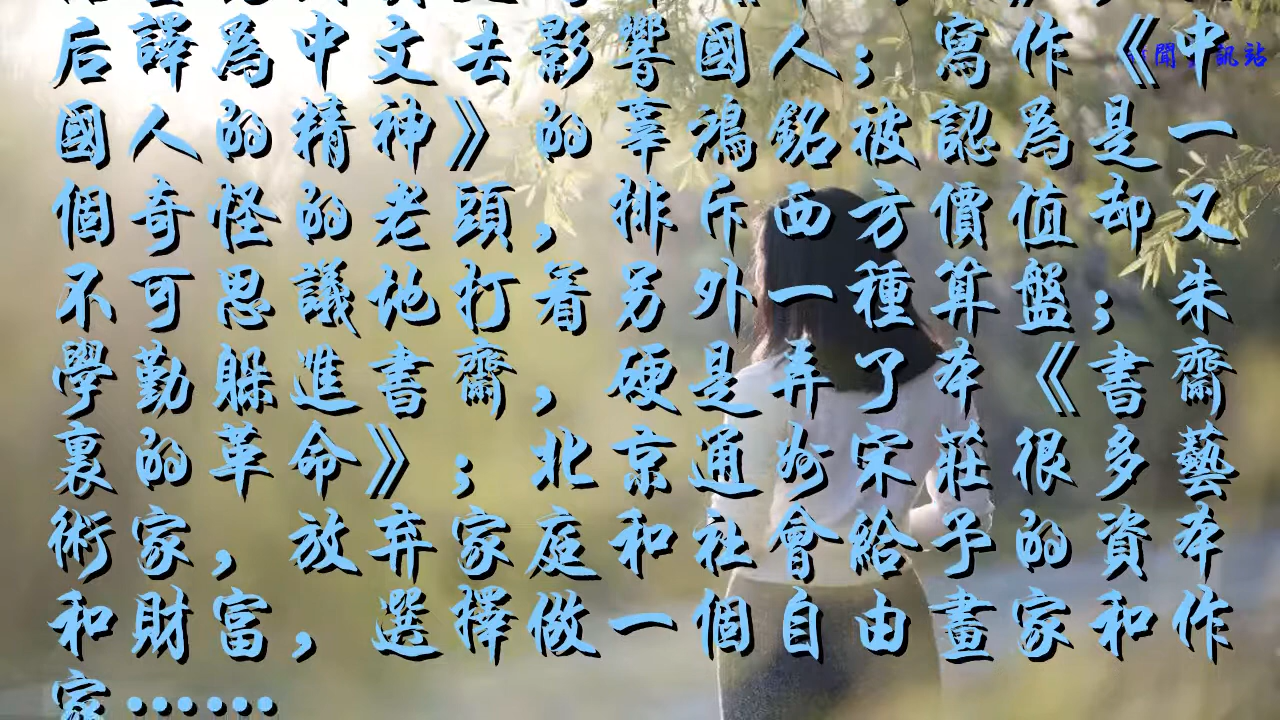 后譯為中文去影響國人；寫作《中
國人的精神》的辜鴻銘被認為是一
個奇怪的老頭，排斥西方價值却又
不可思議地打着另外一種算盤；朱
學勤躲進書齋，硬是弄了本《書齋
裏的革命》；北京通州宋莊很多藝
術家，放弃家庭和社會給予的資本
和財富，選擇做一個自由畫家和作
家……
聞 訊站